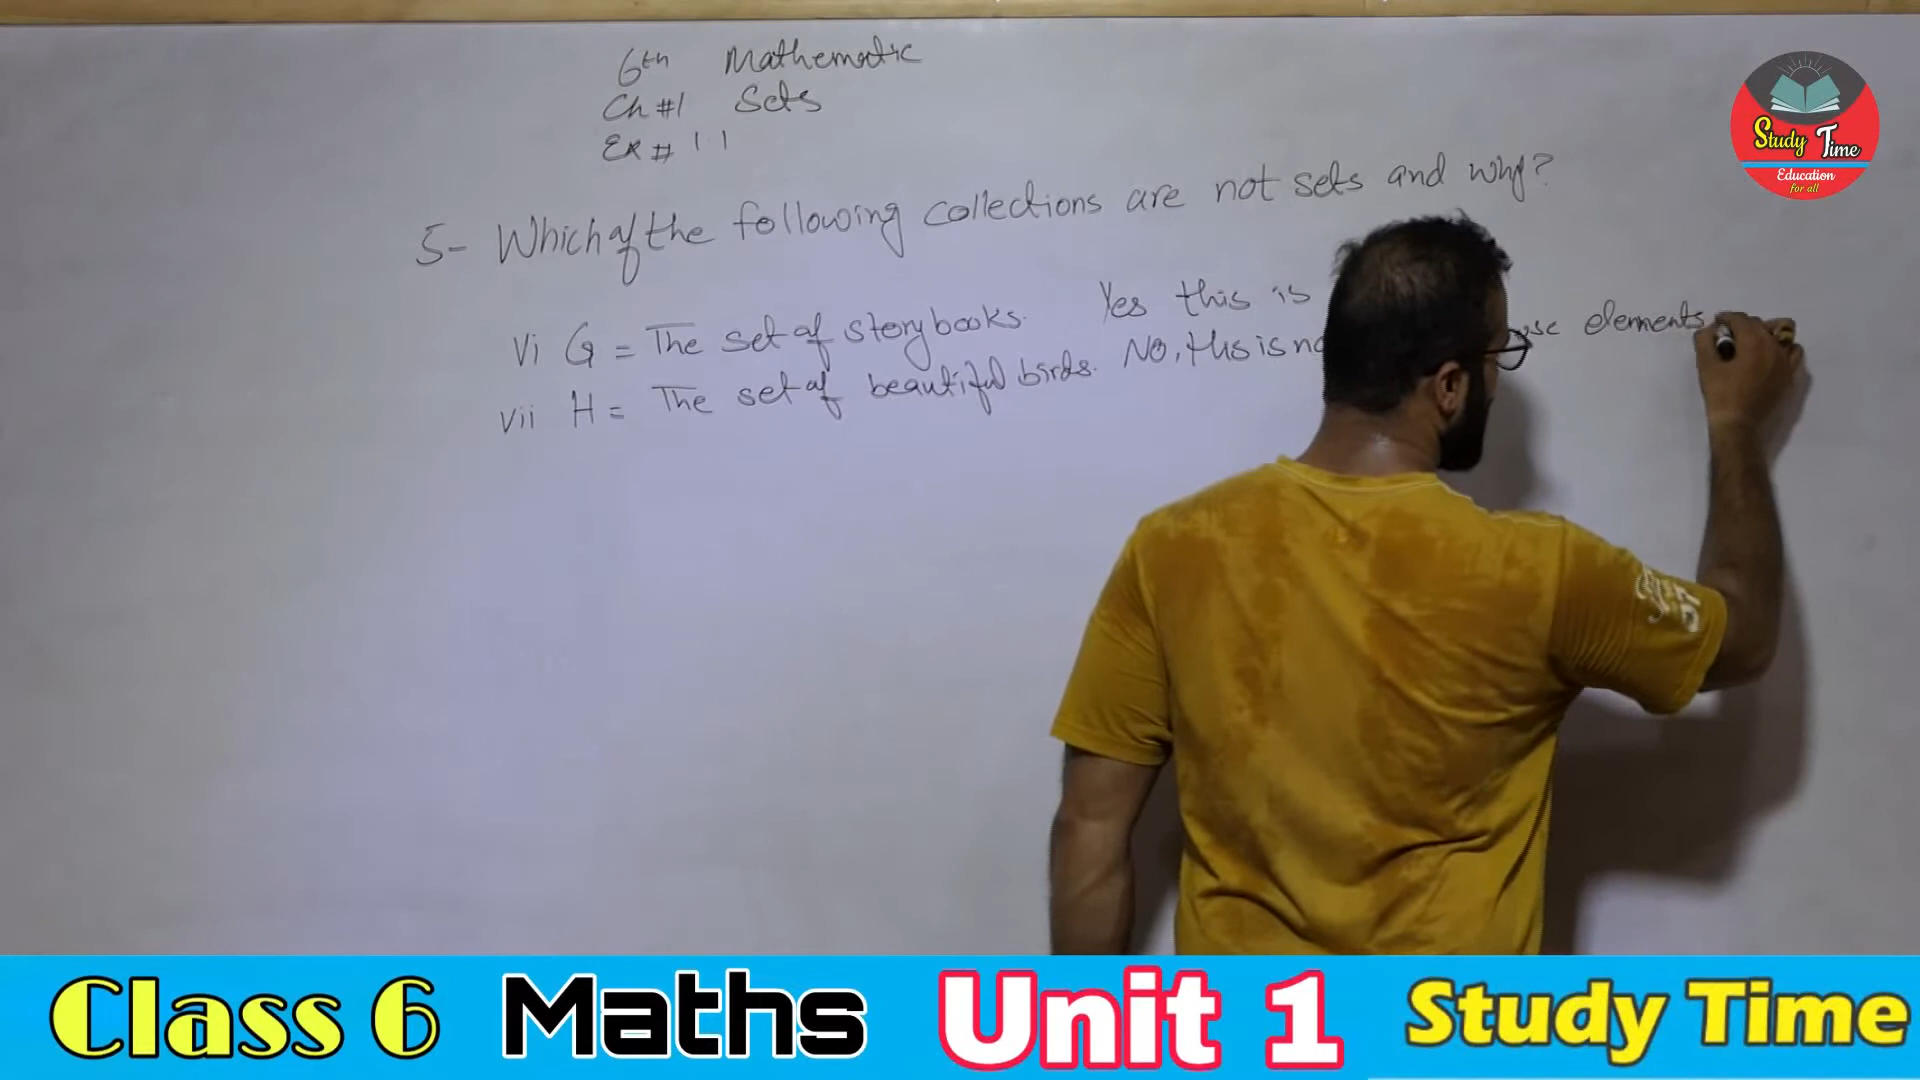 6th Mathematic
Ch #1 Sets
Ex # 1.1
Study Time
Education
for all
5- Which of the following collections are not sets and why?
vi G = The set of storybooks. Yes this is
vii H = The set of beautiful birds. No, this is elements
Class 6 Maths Unit 1 Study Time